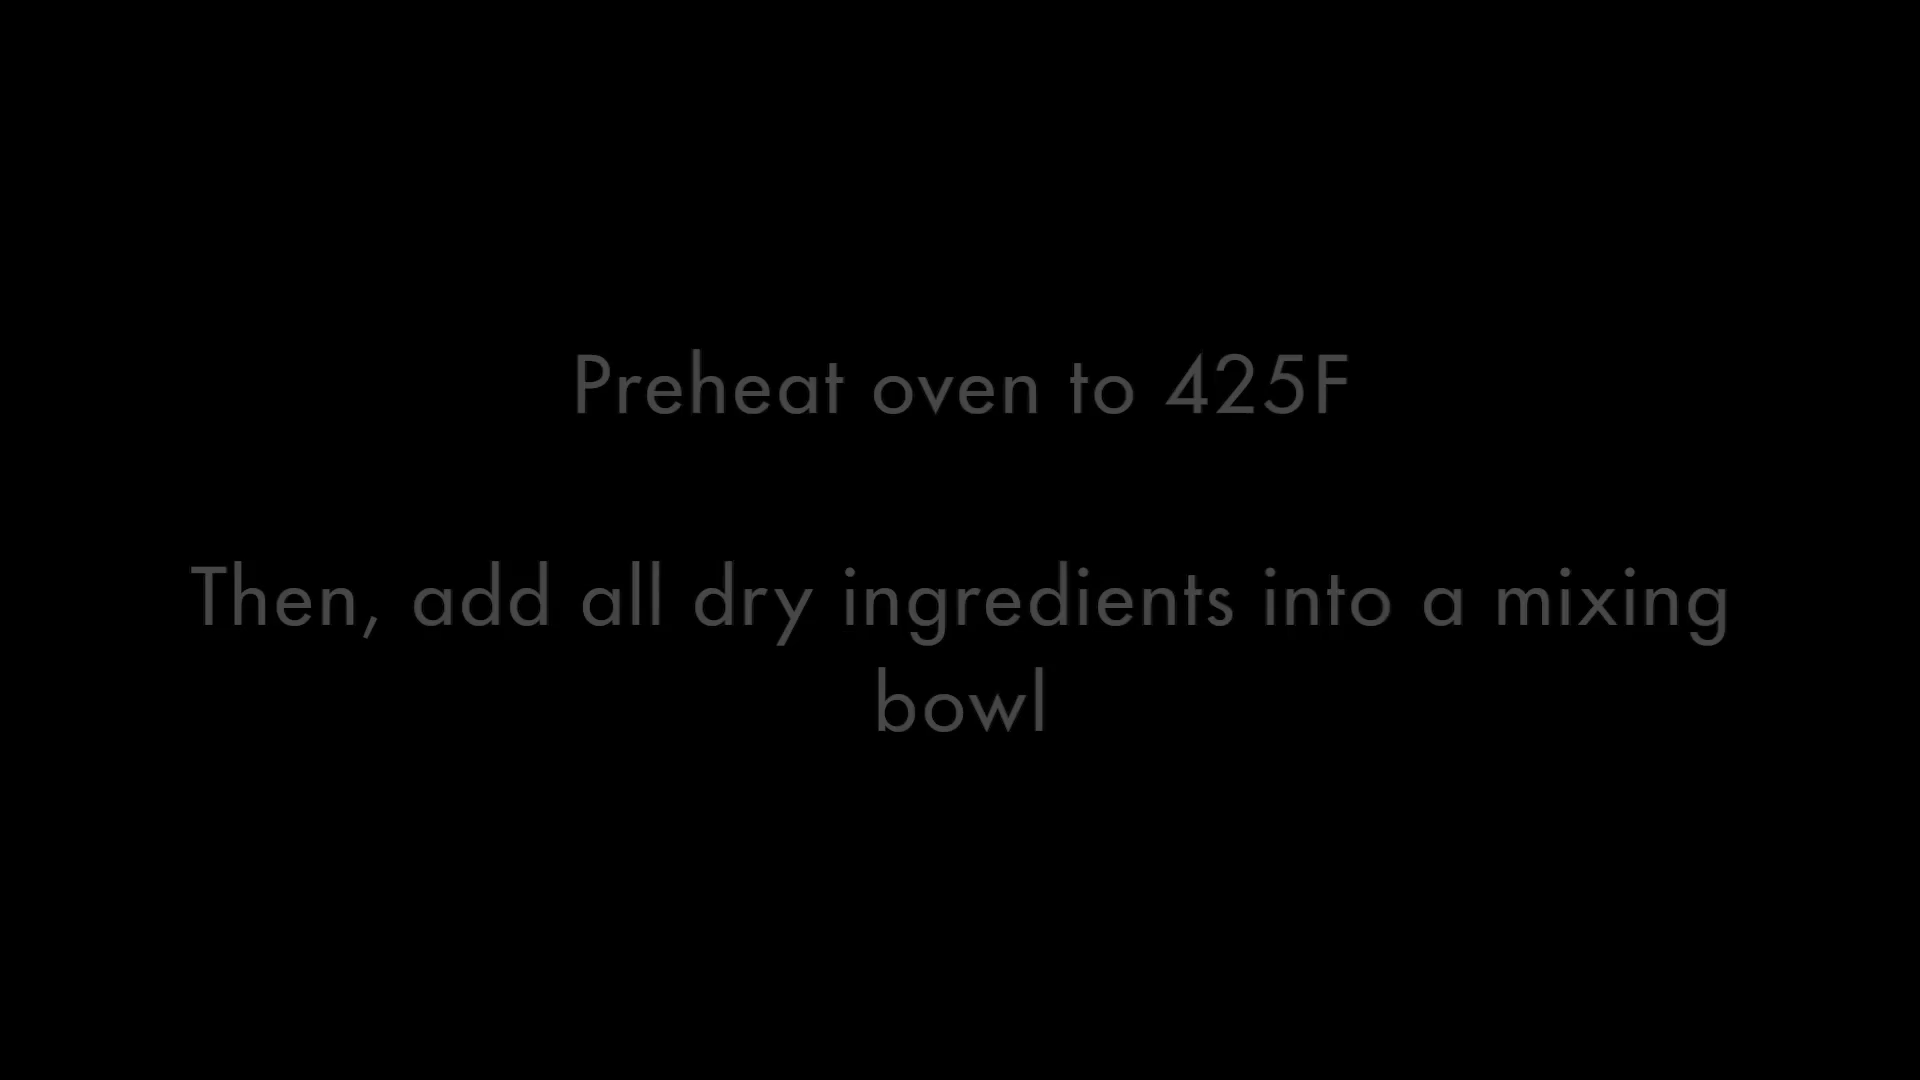 Preheat oven to 425F
Then, add all dry ingredients into a mixing
bowl